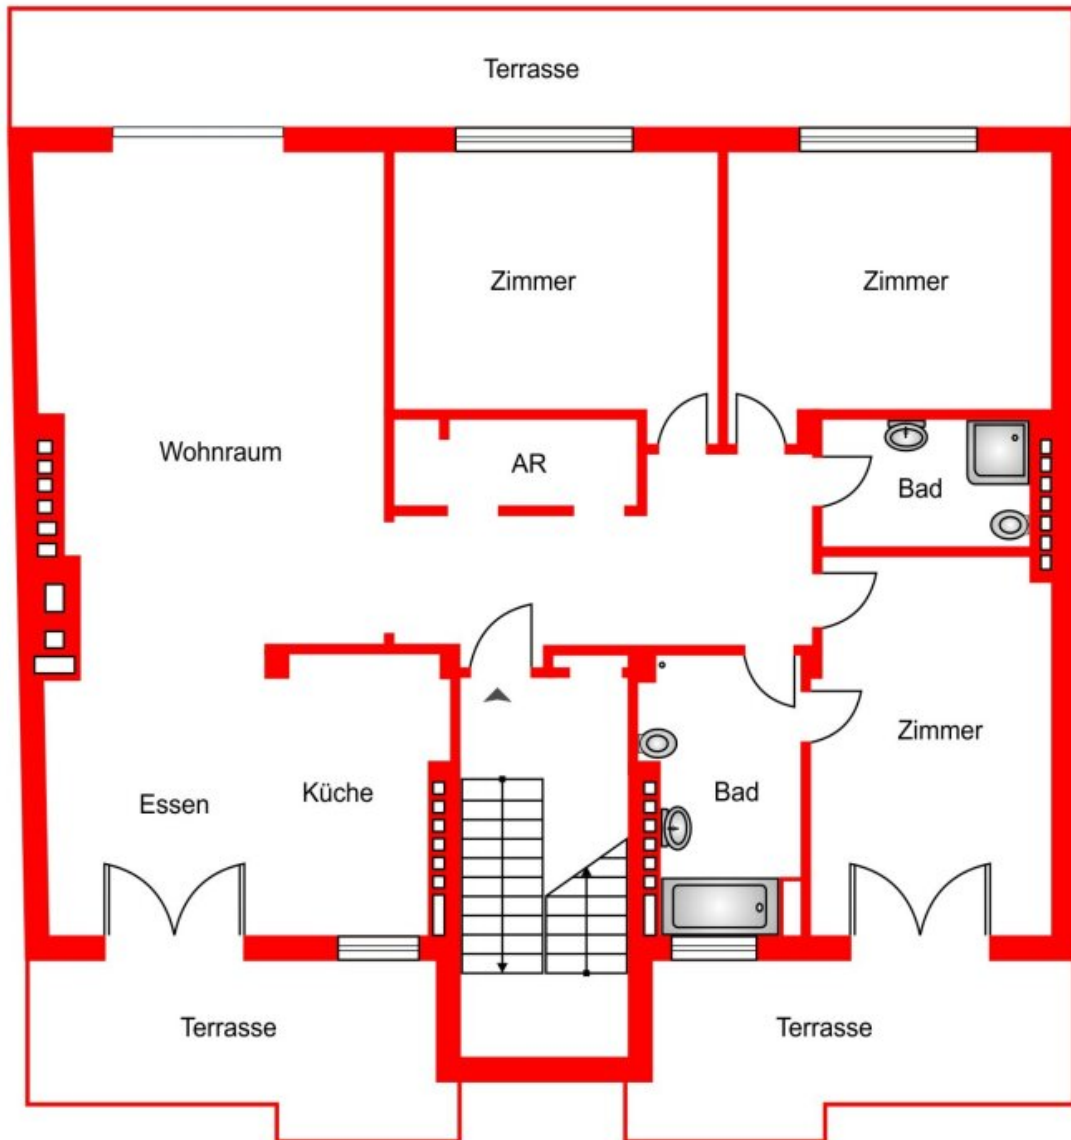 Terrasse
Zimmer
Zimmer
Wohnraum
AR
Bad
Zimmer
Küche
Bad
Essen
Terrasse
Terrasse